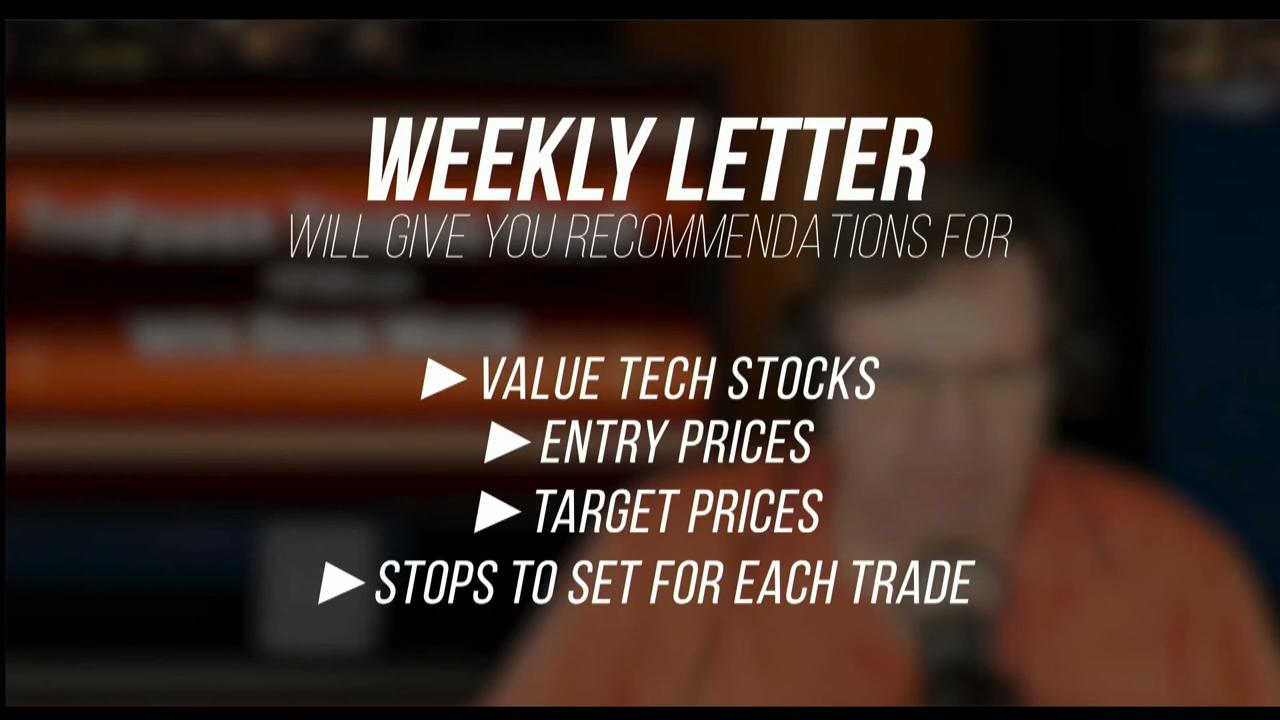 WEEKLY LETTER
WILL GIVE YOU RECOMMENDATIONS FOR
▶ VALUE TECH STOCKS
▶ ENTRY PRICES
▶ TARGET PRICES
▶ STOPS TO SET FOR EACH TRADE